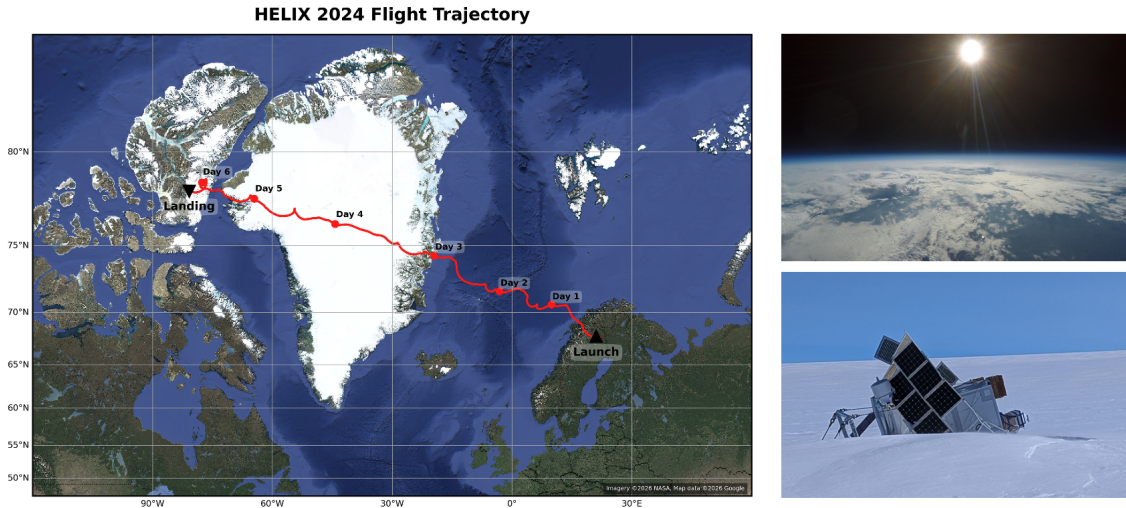 HELIX 2024 Flight Trajectory
80°N
75°N
70°N
65°N
60°N
55°N
50°N
Day 6
Landing
Day 5
Day 4
Day 3
Day 2
Day 1
Launch
Imagery ©2026 NASA, Map data ©2026 Google
90°W
60°W
30°W
0°
30°E